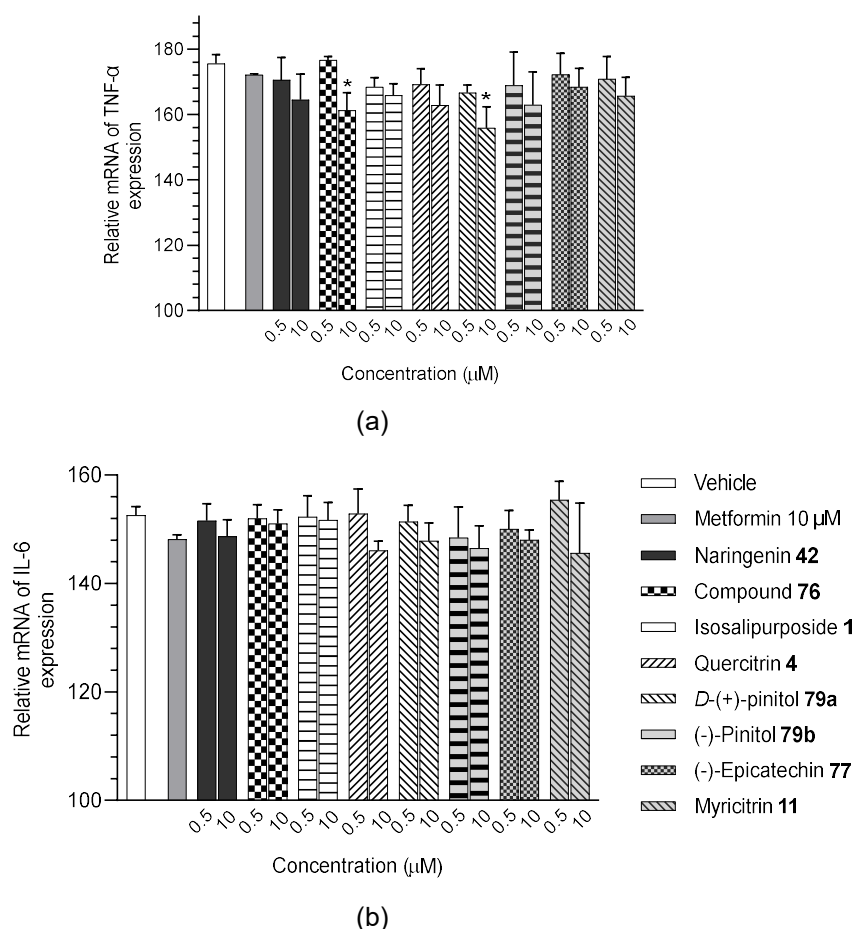 Relative mRNA of TNF-α
expression
180
160
140
120
100
*
*
0.5 10 0.5 10 0.5 10 0.5 10 0.5 10 0.5 10 0.5 10 0.5 10
Concentration (μM)
(a)
Relative mRNA of IL-6
expression
160
140
120
100
0.5 10 0.5 10 0.5 10 0.5 10 0.5 10 0.5 10 0.5 10 0.5 10
Concentration (μM)
Vehicle
Metformin 10 μM
Naringenin 42
Compound 76
Isosalipurposide 1
Quercitrin 4
D-(+)-pinitol 79a
(-)-Pinitol 79b
(-)-Epicatechin 77
Myricitrin 11
(b)